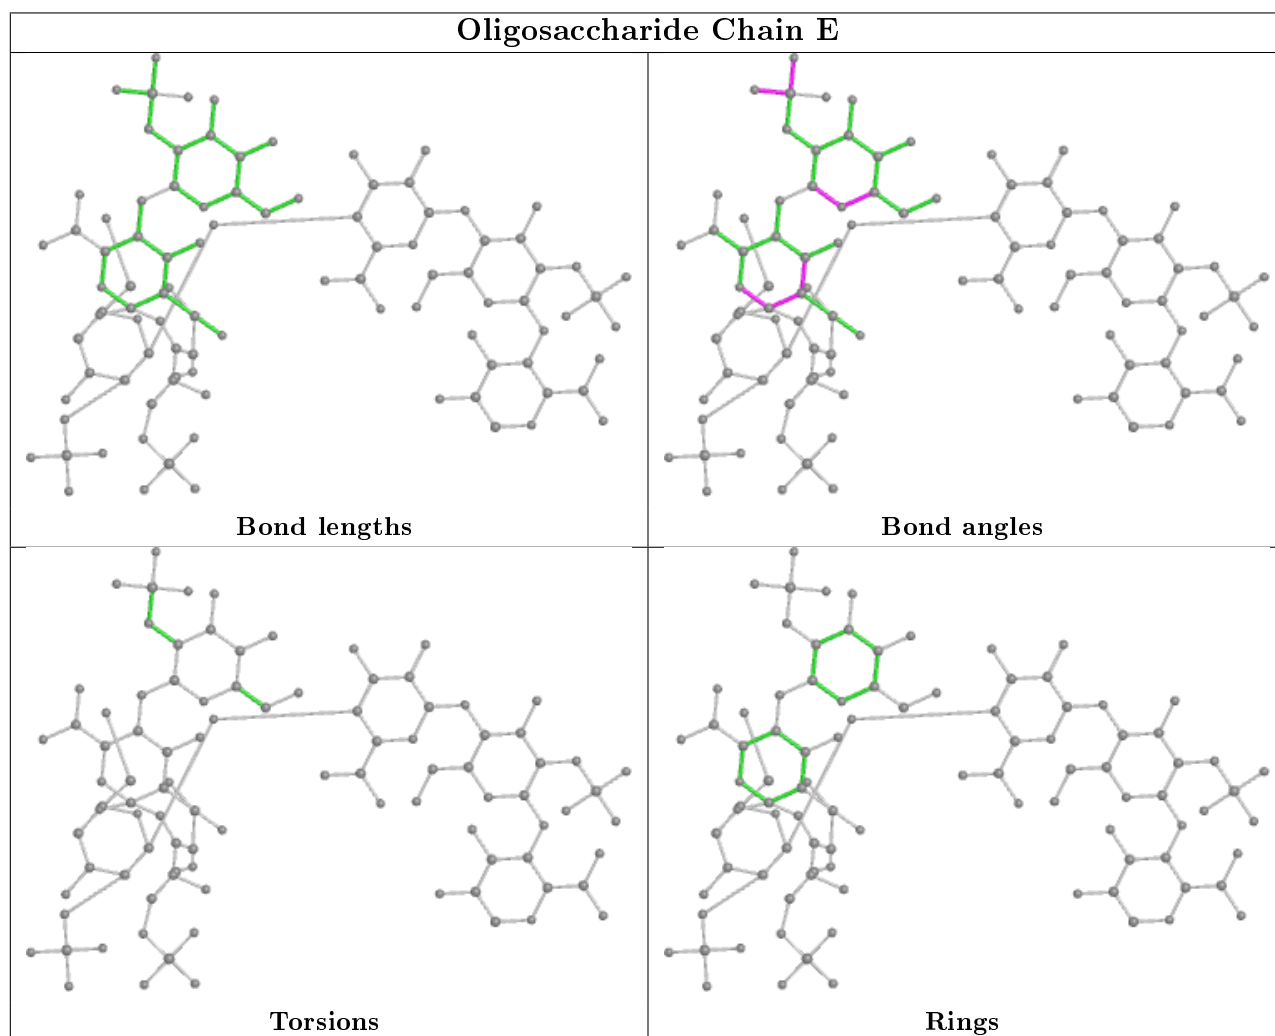 Oligosaccharide Chain E
Bond lengths
Bond angles
Torsions
Rings